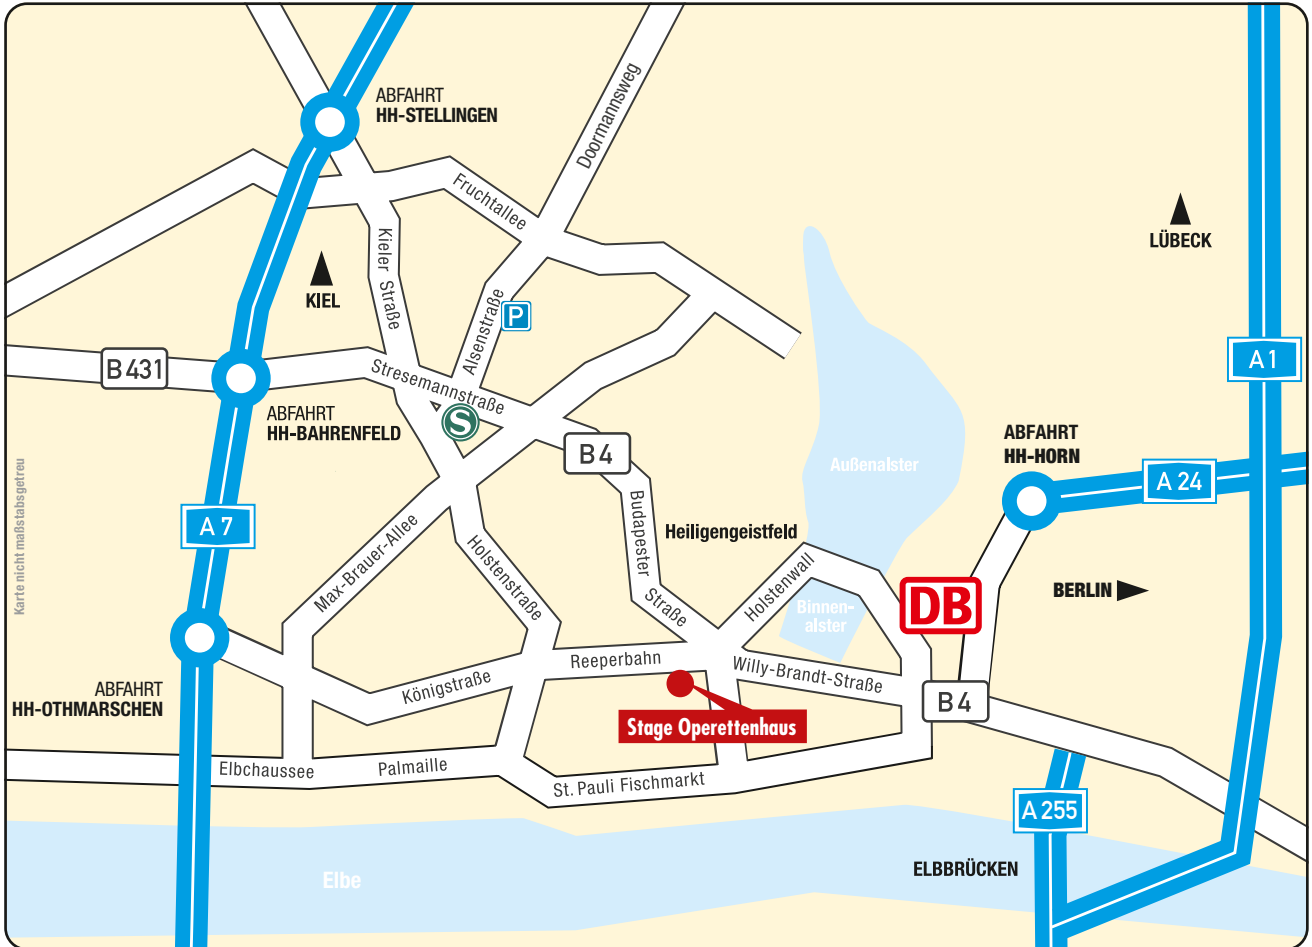 ABFAHRT
HH-STELLINGEN
Doormannsweg
Fruchtallee
LÜBECK
Kieler Straße
KIEL
Alsenstraße
P
B 431
A 1
Stresemannstraße
ABFAHRT
HH-BAHRENFELD
S
B 4
ABFAHRT
HH-HORN
Außenalster
A 24
Karte nicht maßstabsgetreu
A 7
Max-Brauer-Allee
Holstenstraße
Budapester Straße
Heiligengeistfeld
Holstenwall
Binnen-
alster
DB
BERLIN
Reeperbahn
Willy-Brandt-Straße
Königstraße
ABFAHRT
HH-OTHMARSCHEN
B 4
Stage Operettenhaus
Elbchaussee
Palmaille
St. Pauli Fischmarkt
A 255
ELBBRÜCKEN
Elbe